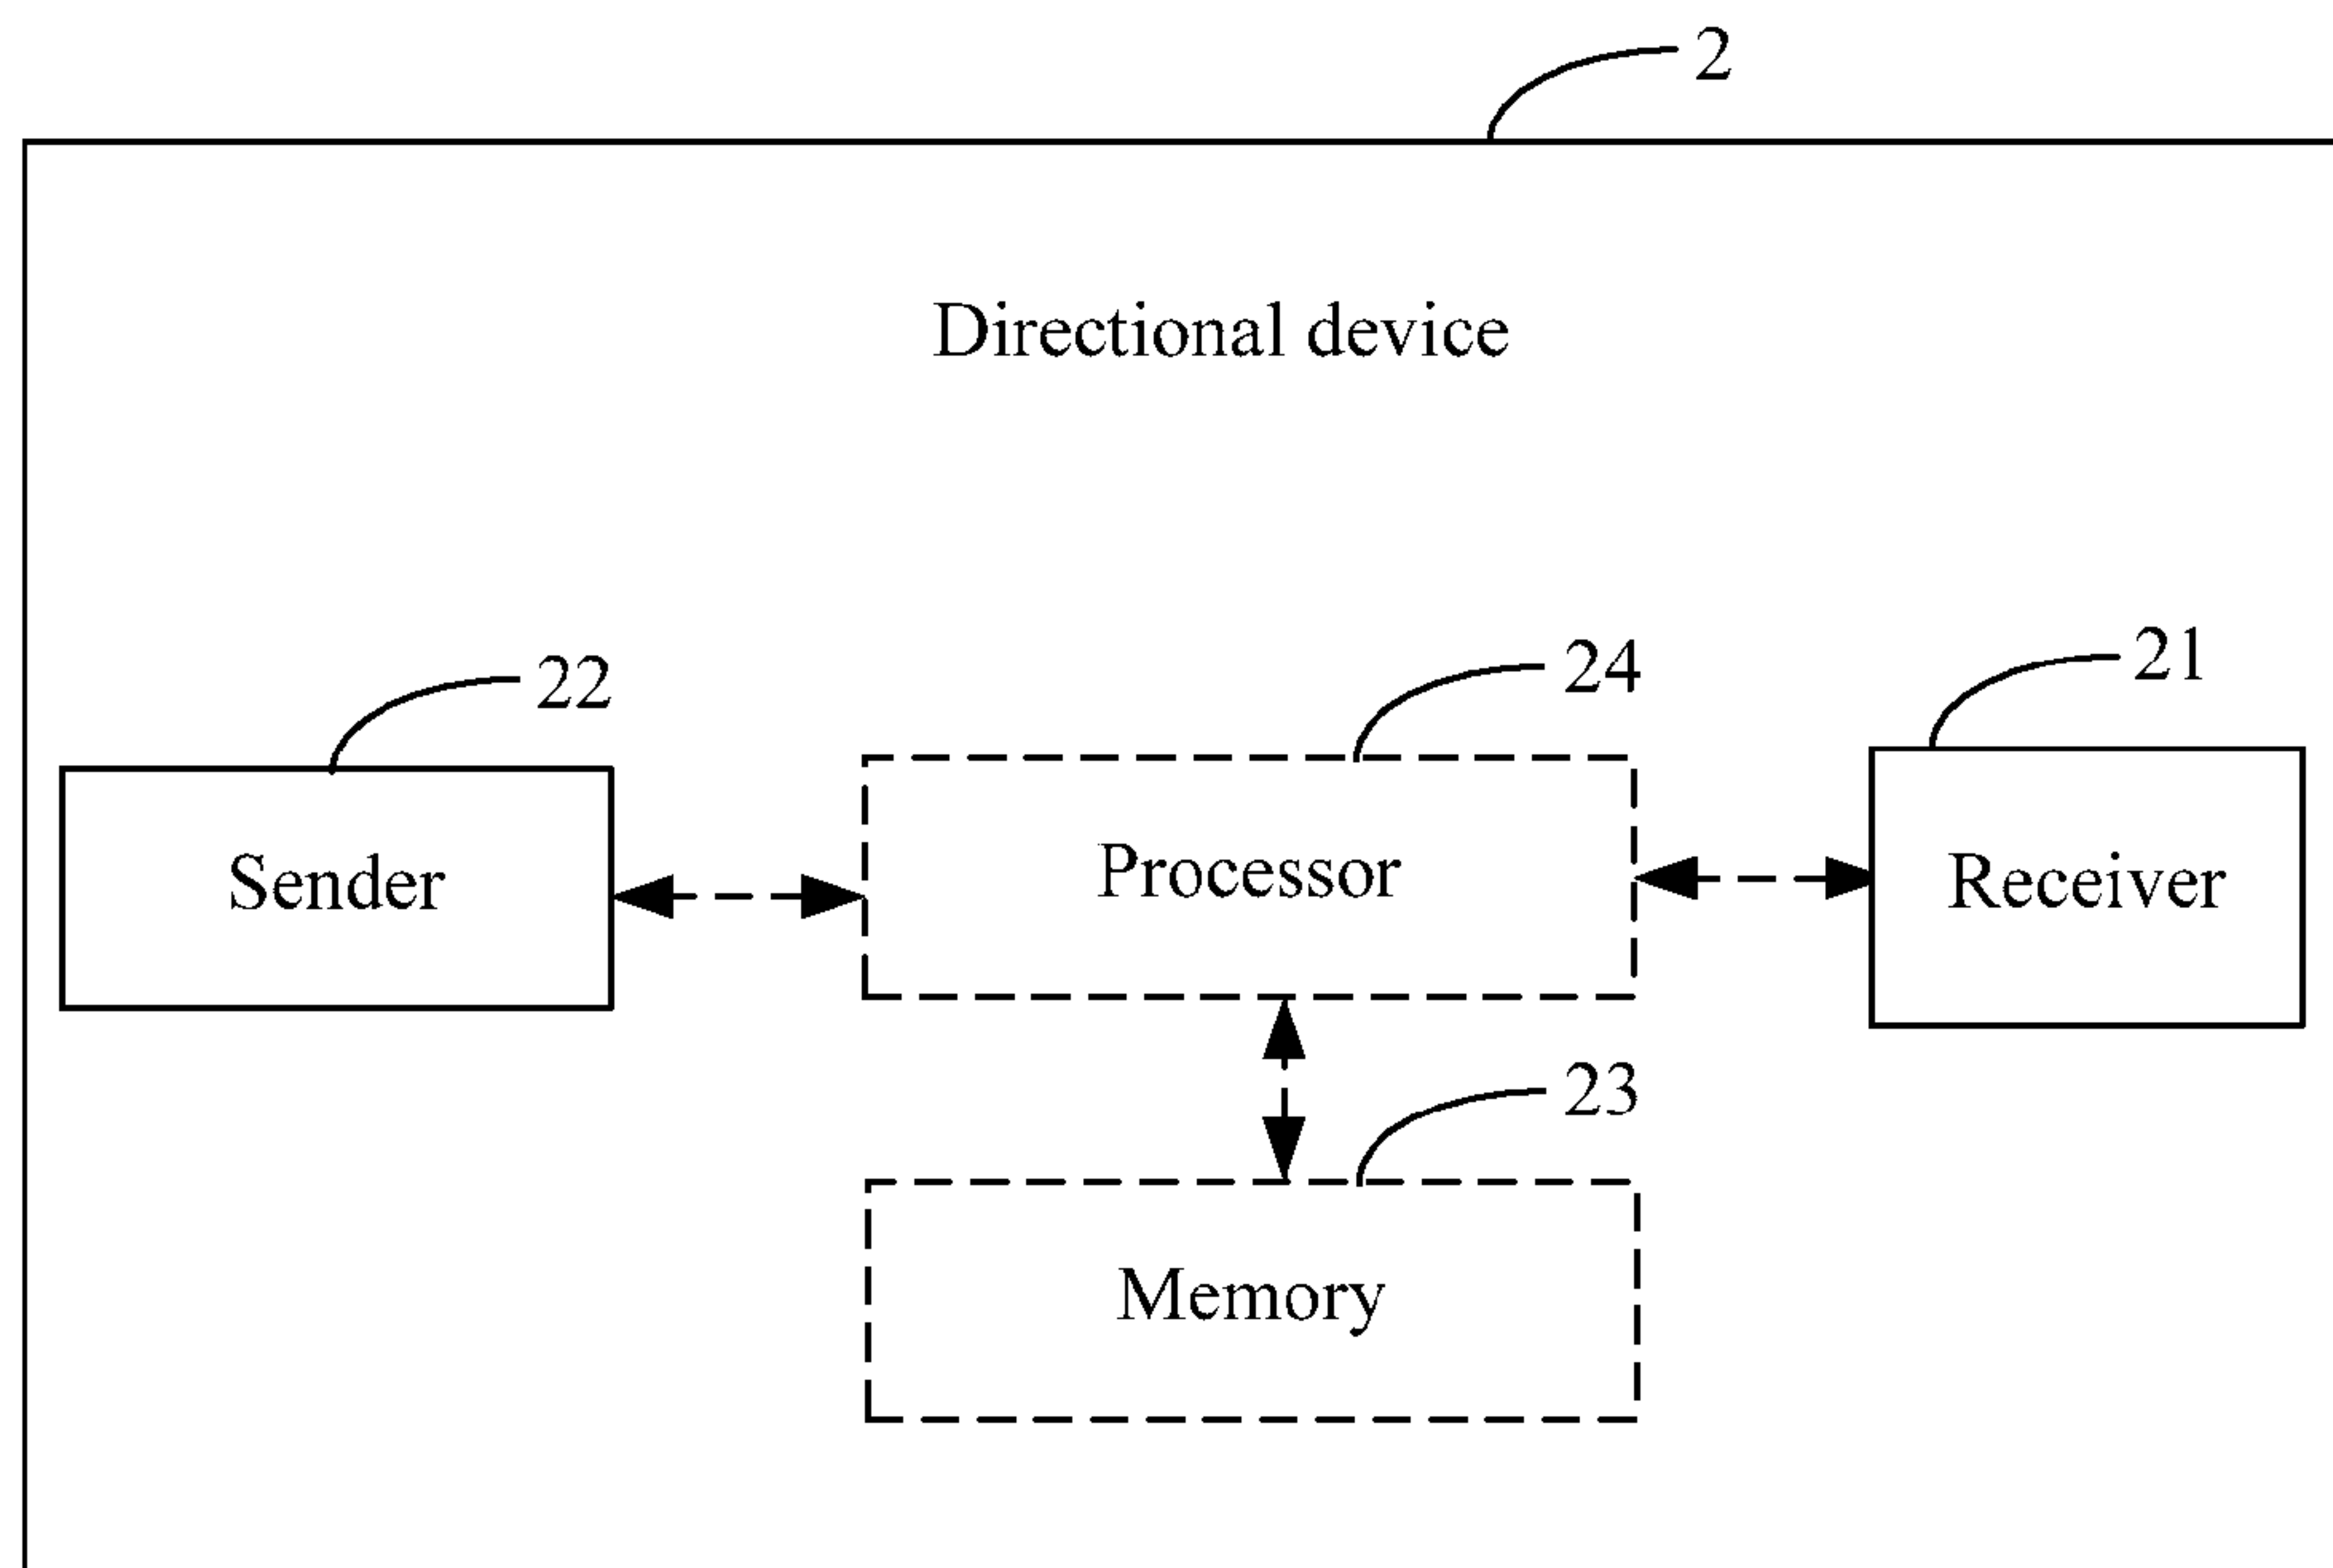 2
Directional device
22
24
21
Sender
Processor
Receiver
23
Memory